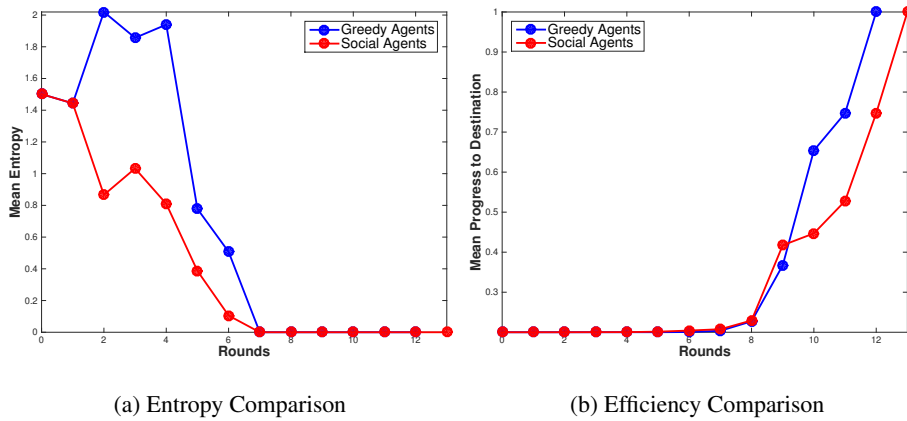 2
1.8
1.6
1.4
1.2
1
0.8
0.6
0.4
0.2
0
Mean Entropy
Greedy Agents
Social Agents
0 2 4 6 8 10 12
Rounds
(a) Entropy Comparison
1
0.9
0.8
0.7
0.6
0.5
0.4
0.3
Mean Progress to Destination
Greedy Agents
Social Agents
0 2 4 6 8 10 12
Rounds
(b) Efficiency Comparison